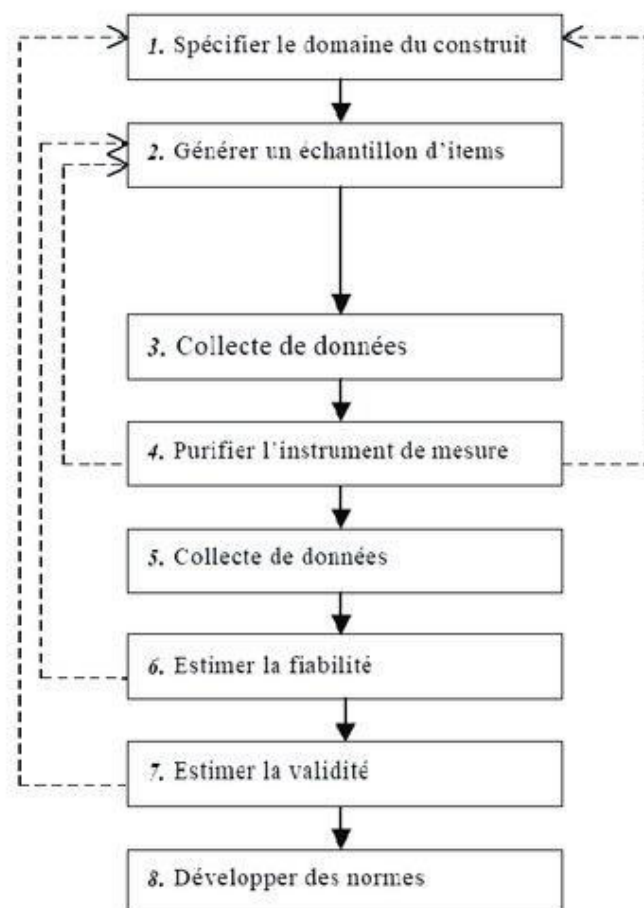 1. Spécifier le domaine du construit
2. Générer un échantillon d'items
3. Collecte de données
4. Purifier l'instrument de mesure
5. Collecte de données
6. Estimer la fiabilité
7. Estimer la validité
8. Développer des normes